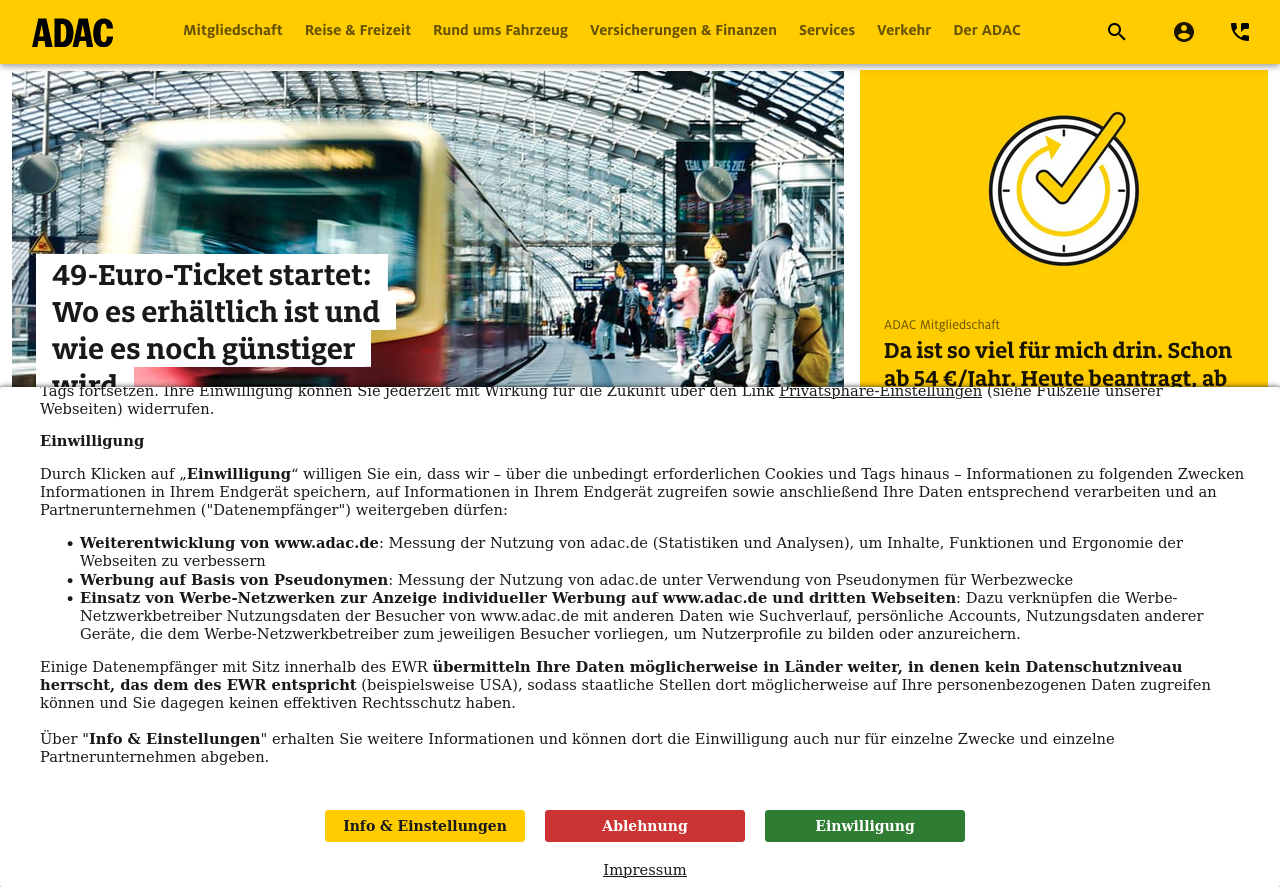 ADAC
Mitgliedschaft Reise & Freizeit Rund ums Fahrzeug Versicherungen & Finanzen Services Verkehr Der ADAC
EGAL WELCHES ZIEL,
49-Euro-Ticket startet:
Wo es erhältlich ist und
wie es noch günstiger
wird
ADAC Mitgliedschaft
Da ist so viel für mich drin. Schon
ab 54 €/Jahr. Heute beantragt, ab
Tags fortsetzen. Ihre Einwilligung können Sie jederzeit mit Wirkung für die Zukunft über den Link Privatsphäre-Einstellungen (siehe Fußzeile unserer
Webseiten) widerrufen.
Einwilligung
Durch Klicken auf „Einwilligung“ willigen Sie ein, dass wir – über die unbedingt erforderlichen Cookies und Tags hinaus – Informationen zu folgenden Zwecken
Informationen in Ihrem Endgerät speichern, auf Informationen in Ihrem Endgerät zugreifen sowie anschließend Ihre Daten entsprechend verarbeiten und an
Partnerunternehmen ("Datenempfänger") weitergeben dürfen:
• Weiterentwicklung von www.adac.de: Messung der Nutzung von adac.de (Statistiken und Analysen), um Inhalte, Funktionen und Ergonomie der
Webseiten zu verbessern
• Werbung auf Basis von Pseudonymen: Messung der Nutzung von adac.de unter Verwendung von Pseudonymen für Werbezwecke
• Einsatz von Werbe-Netzwerken zur Anzeige individueller Werbung auf www.adac.de und dritten Webseiten: Dazu verknüpfen die Werbe-
Netzwerkbetreiber Nutzungsdaten der Besucher von www.adac.de mit anderen Daten wie Suchverlauf, persönliche Accounts, Nutzungsdaten anderer
Geräte, die dem Werbe-Netzwerkbetreiber zum jeweiligen Besucher vorliegen, um Nutzerprofile zu bilden oder anzureichern.
Einige Datenempfänger mit Sitz innerhalb des EWR übermitteln Ihre Daten möglicherweise in Länder weiter, in denen kein Datenschutzniveau
herrscht, das dem des EWR entspricht (beispielsweise USA), sodass staatliche Stellen dort möglicherweise auf Ihre personenbezogenen Daten zugreifen
können und Sie dagegen keinen effektiven Rechtsschutz haben.
Über "Info & Einstellungen" erhalten Sie weitere Informationen und können dort die Einwilligung auch nur für einzelne Zwecke und einzelne
Partnerunternehmen abgeben.
Info & Einstellungen Ablehnung Einwilligung
Impressum